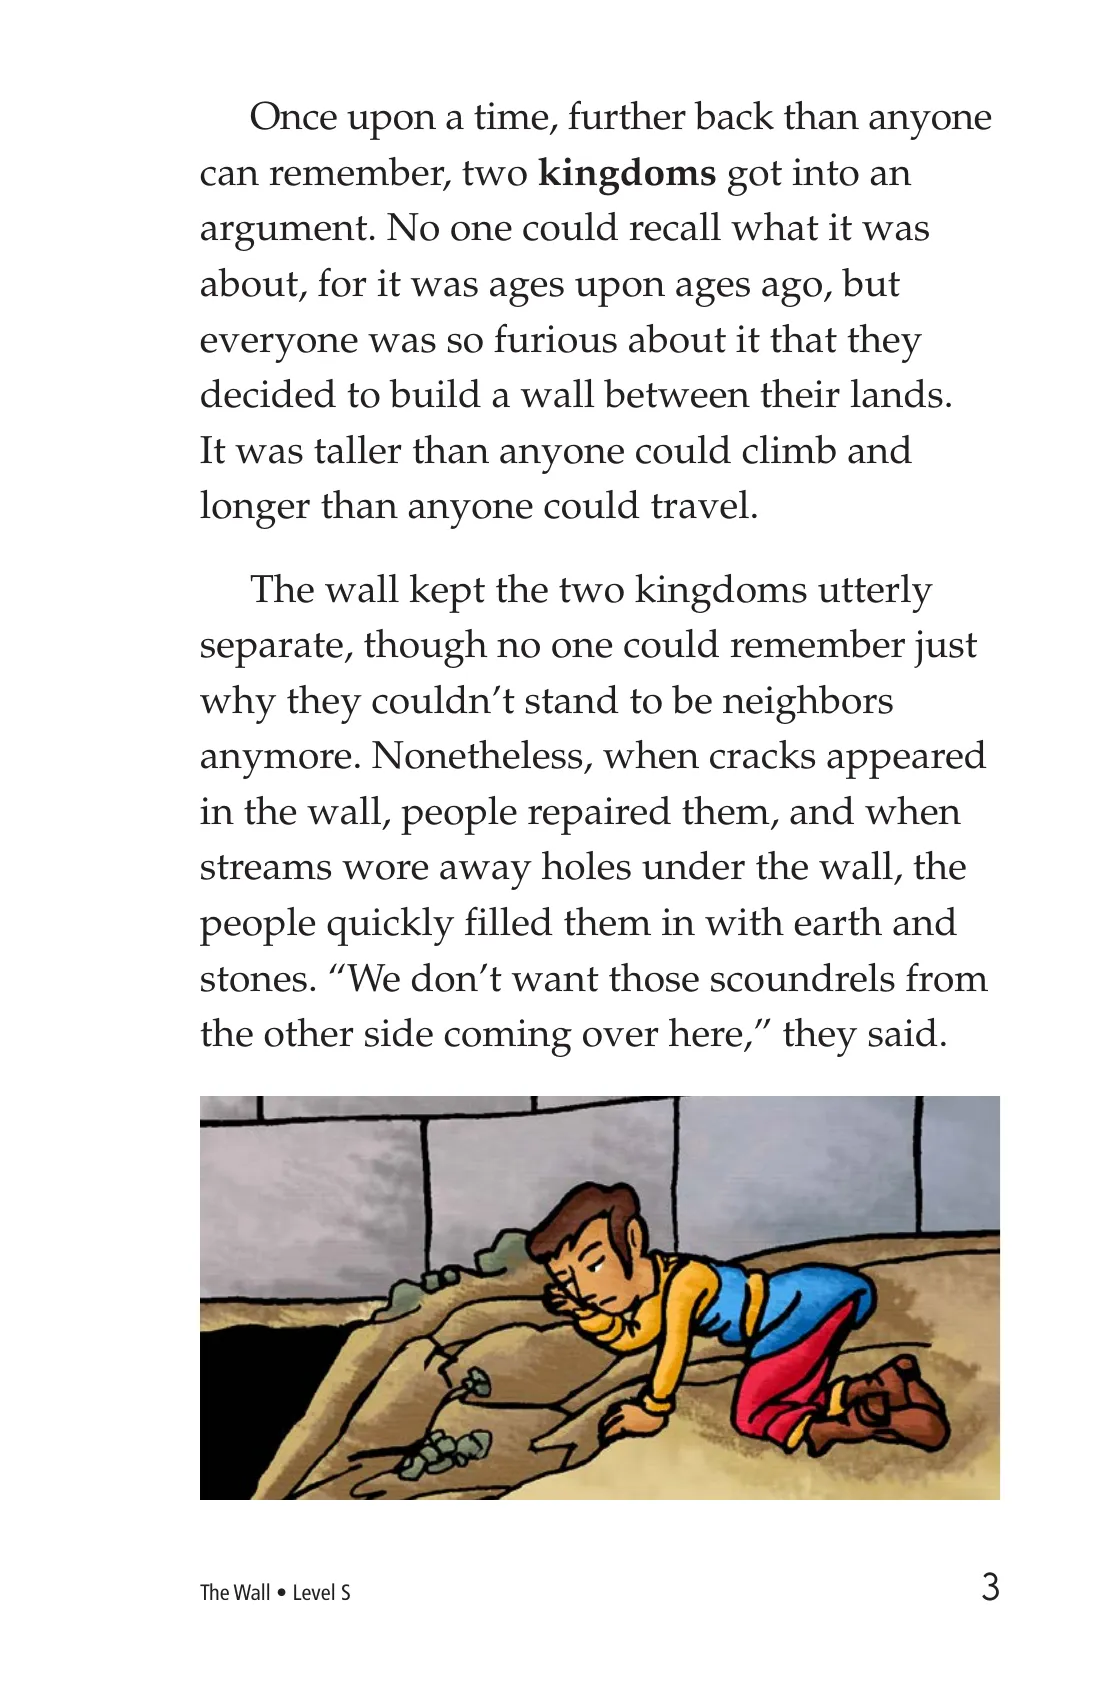 Once upon a time, further back than anyone
can remember, two kingdoms got into an
argument. No one could recall what it was
about, for it was ages upon ages ago, but
everyone was so furious about it that they
decided to build a wall between their lands.
It was taller than anyone could climb and
longer than anyone could travel.
The wall kept the two kingdoms utterly
separate, though no one could remember just
why they couldn’t stand to be neighbors
anymore. Nonetheless, when cracks appeared
in the wall, people repaired them, and when
streams wore away holes under the wall, the
people quickly filled them in with earth and
stones. “We don’t want those scoundrels from
the other side coming over here,” they said.
The Wall • Level S
3